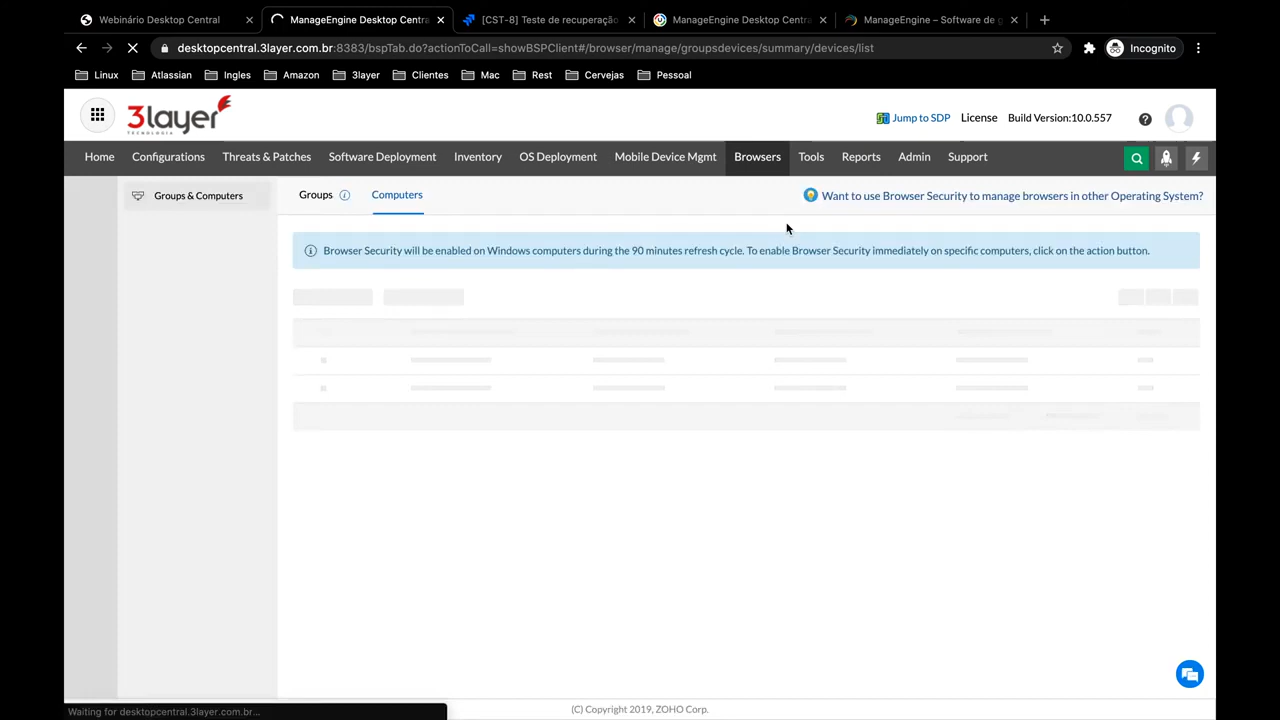 Webinário Desktop Central
ManageEngine Desktop Centra
[CST-8] Teste de recuperação
ManageEngine Desktop Centra
ManageEngine – Software de g
desktopcentral.3layer.com.br:8383/bspTab.do?actionToCall=showBSPClient#/browser/manage/groupsdevices/summary/devices/list
Incognito
Linux Atlassian Ingles Amazon 3layer Clientes Mac Rest Cervejas Pessoal
3layer
TECNOLOGIA
Jump to SDP License Build Version:10.0.557
Home Configurations Threats & Patches Software Deployment Inventory OS Deployment Mobile Device Mgmt Browsers Tools Reports Admin Support
Groups & Computers
Groups Computers
Want to use Browser Security to manage browsers in other Operating System?
Browser Security will be enabled on Windows computers during the 90 minutes refresh cycle. To enable Browser Security immediately on specific computers, click on the action button.
Waiting for desktopcentral.3layer.com.br...
(C) Copyright 2019, ZOHO Corp.